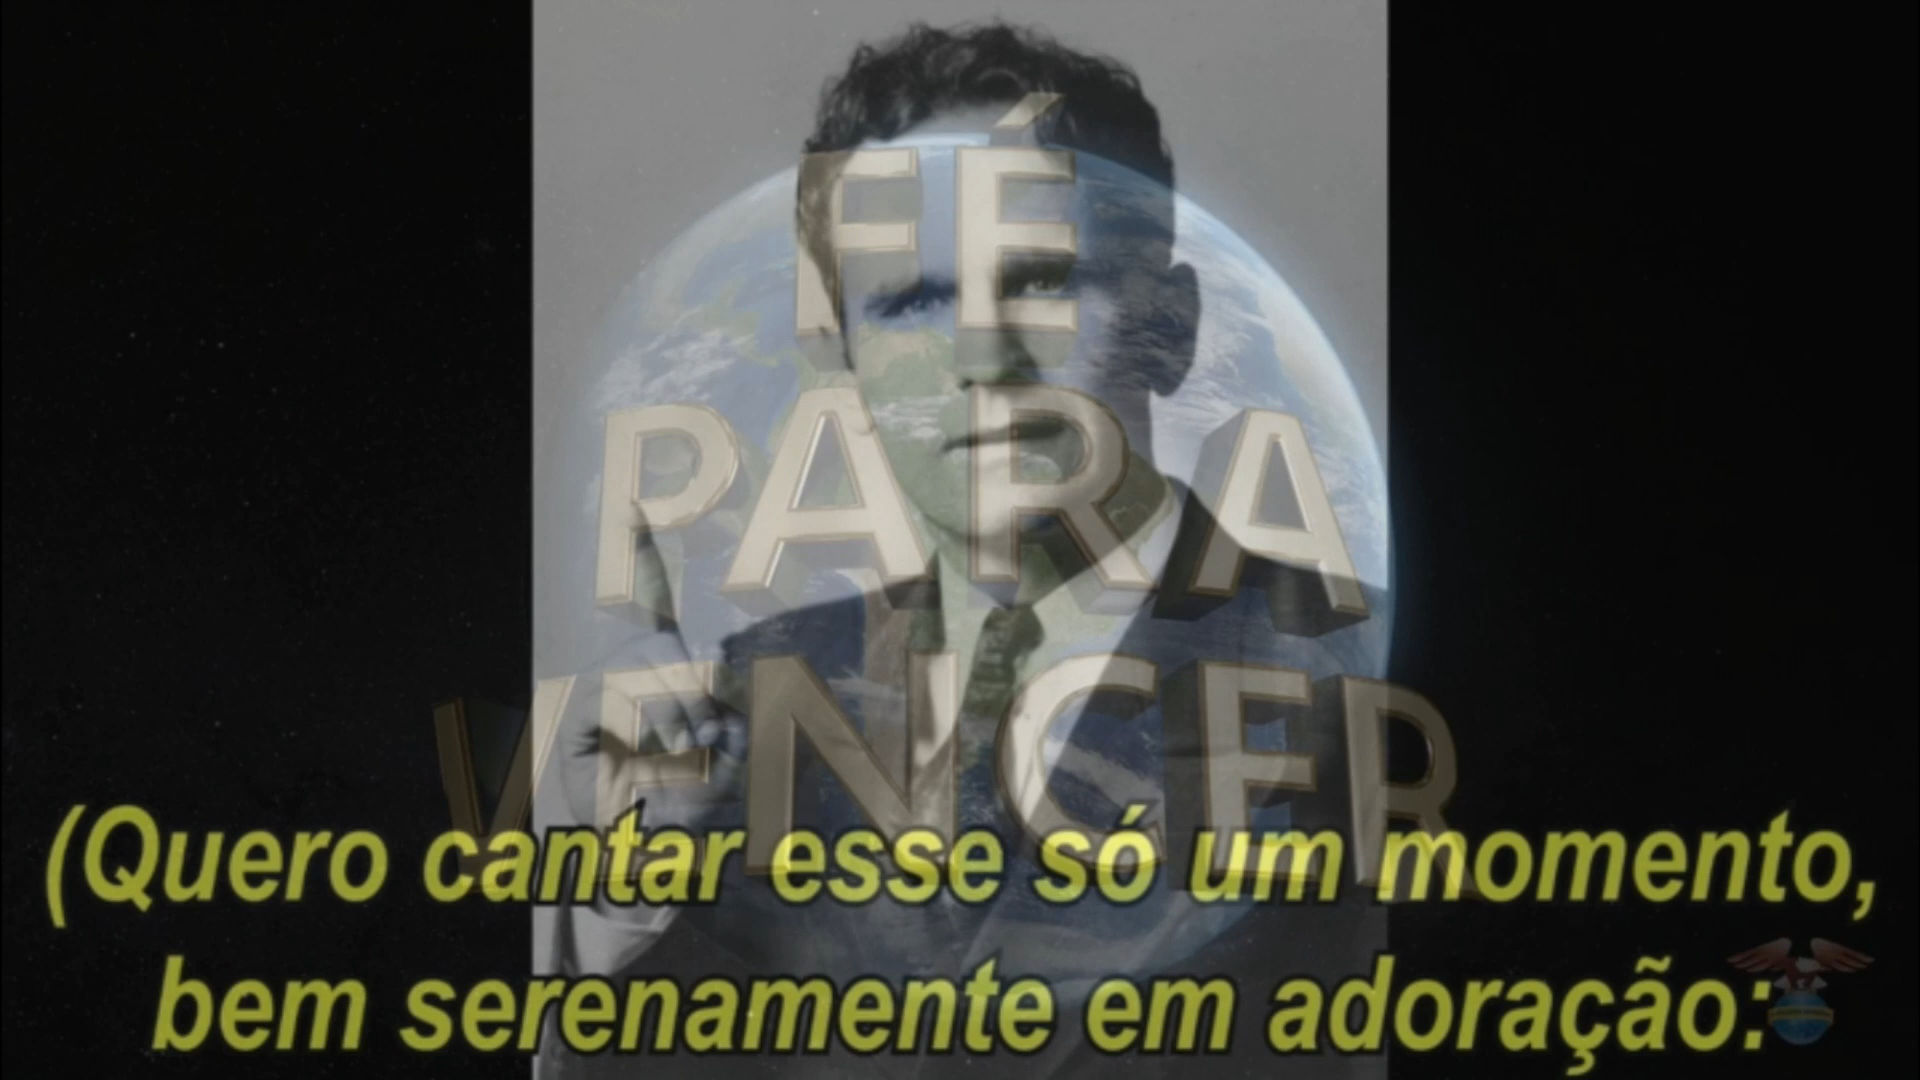 FÉ
PARA
VENCER
(Quero cantar esse só um momento,
bem serenamente em adoração: